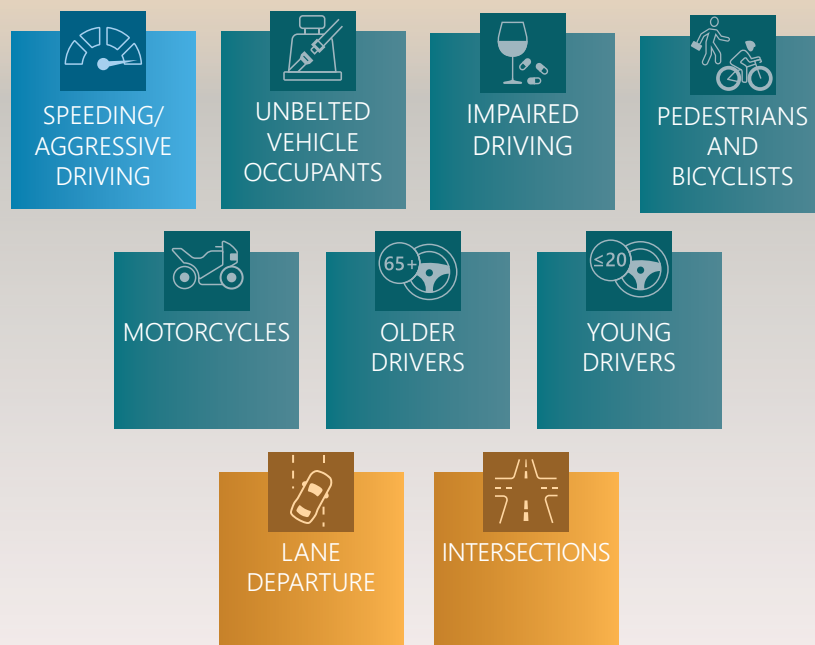 SPEEDING/
AGGRESSIVE
DRIVING
UNBELTED
VEHICLE
OCCUPANTS
IMPAIRED
DRIVING
PEDESTRIANS
AND
BICYCLISTS
MOTORCYCLES
65+
OLDER
DRIVERS
≤20
YOUNG
DRIVERS
LANE
DEPARTURE
INTERSECTIONS